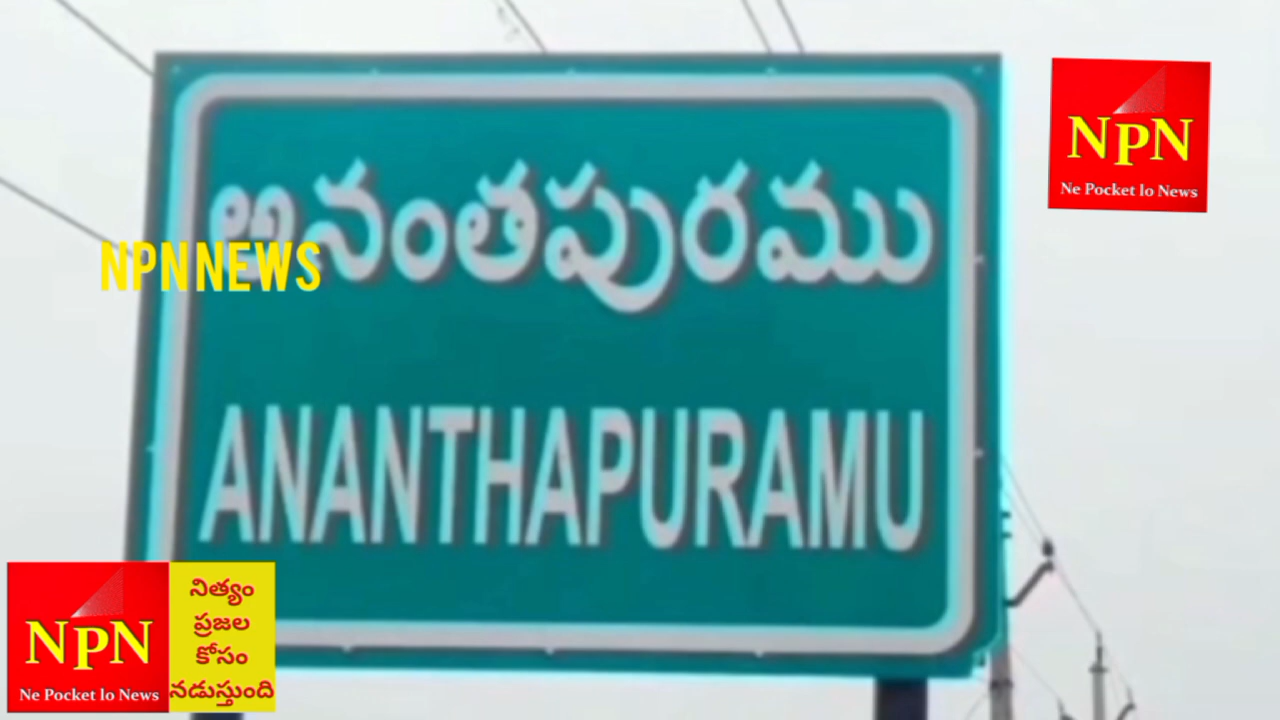 అనంతపురము
NPN NEWS
ANANTHAPURAMU
NPN
Ne Pocket lo News
NPN
Ne Pocket lo News
నిత్యం
ప్రజల
కోసం
నడుస్తుంది